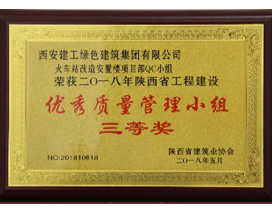 西安建工绿色建筑集团有限公司
火车站改造安置楼项目部QC小组
荣获二〇一八年陕西省工程建设
优秀质量管理小组
三等奖
陕西省建筑业协会
NO:201810818
二〇一八年五月